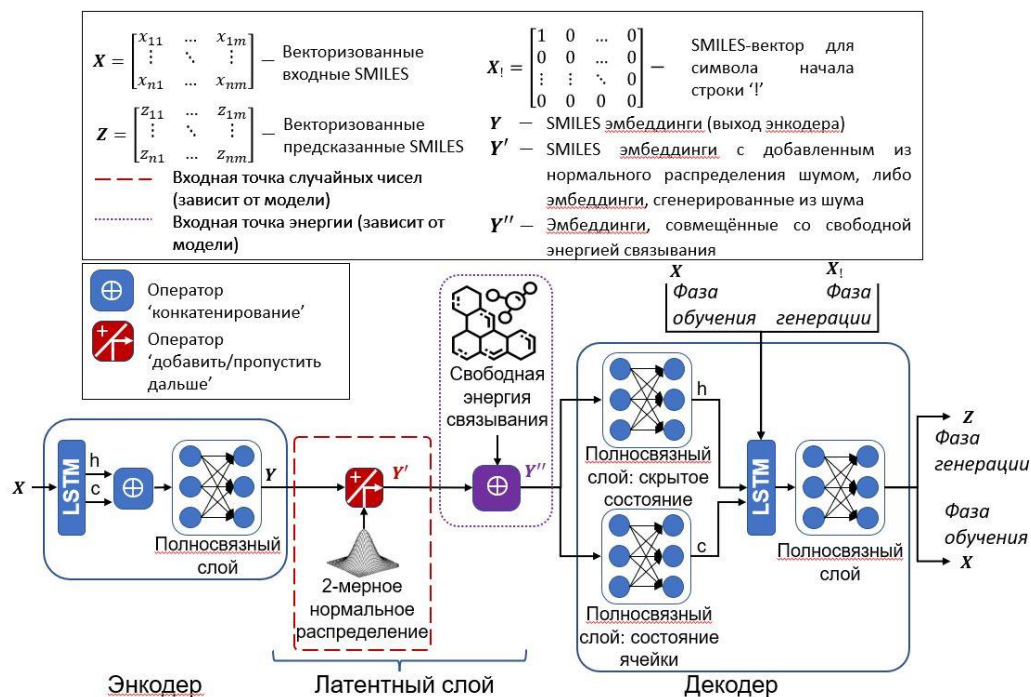 X = [x11 … x1m ⋮ ⋱ ⋮ xn1 … xnm] – Векторизованные
входные SMILES
Z = [z11 … z1m ⋮ ⋱ ⋮ zn1 … znm] – Векторизованные
предсказанные SMILES
Входная точка случайных чисел
(зависит от модели)
Входная точка энергии (зависит от
модели)
X! = [1 0 … 0 0 0 … 0 ⋮ ⋮ ⋱ 0 0 0 0 0] –
SMILES-вектор для
символа начала
строки ‘!’
Y – SMILES эмбеддинги (выход энкодера)
Y′ – SMILES эмбеддинги с добавленным из
нормального распределения шумом, либо
эмбеддинги, сгенерированные из шума
Y′′ – Эмбеддинги, совмещённые со свободной
энергией связывания
Оператор
‘конкатенирование’
Оператор
‘добавить/пропустить
дальше’
X
LSTM
h
c
Полносвязный
слой
Y
Y′
2-мерное
нормальное
распределение
Свободная
энергия
связывания
Y′′
X
Фаза
обучения
X!
Фаза
генерации
h
Полносвязный
слой: скрытое
состояние
c
Полносвязный
слой: состояние
ячейки
LSTM
Полносвязный
слой
Z
Фаза
генерации
Фаза
обучения
X
Энкодер
Латентный слой
Декодер